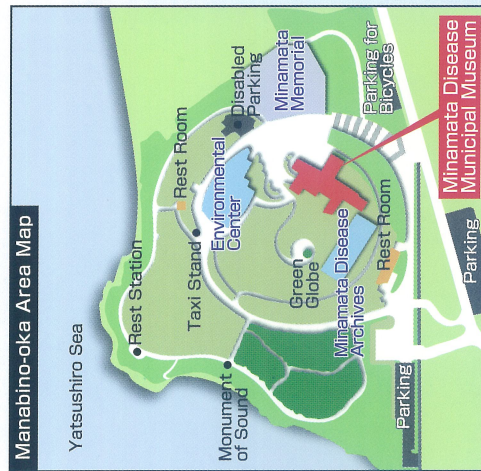 Manabino-oka Area Map
Yatsushiro Sea
Rest Station
Monument
of Sound
Taxi Stand
Rest Room
Environmental
Center
Disabled
Parking
Minamata
Memorial
Green
Globe
Minamata Disease
Archives
Rest Room
Parking for
Bicycles
Minamata Disease
Municipal Museum
Parking
Parking